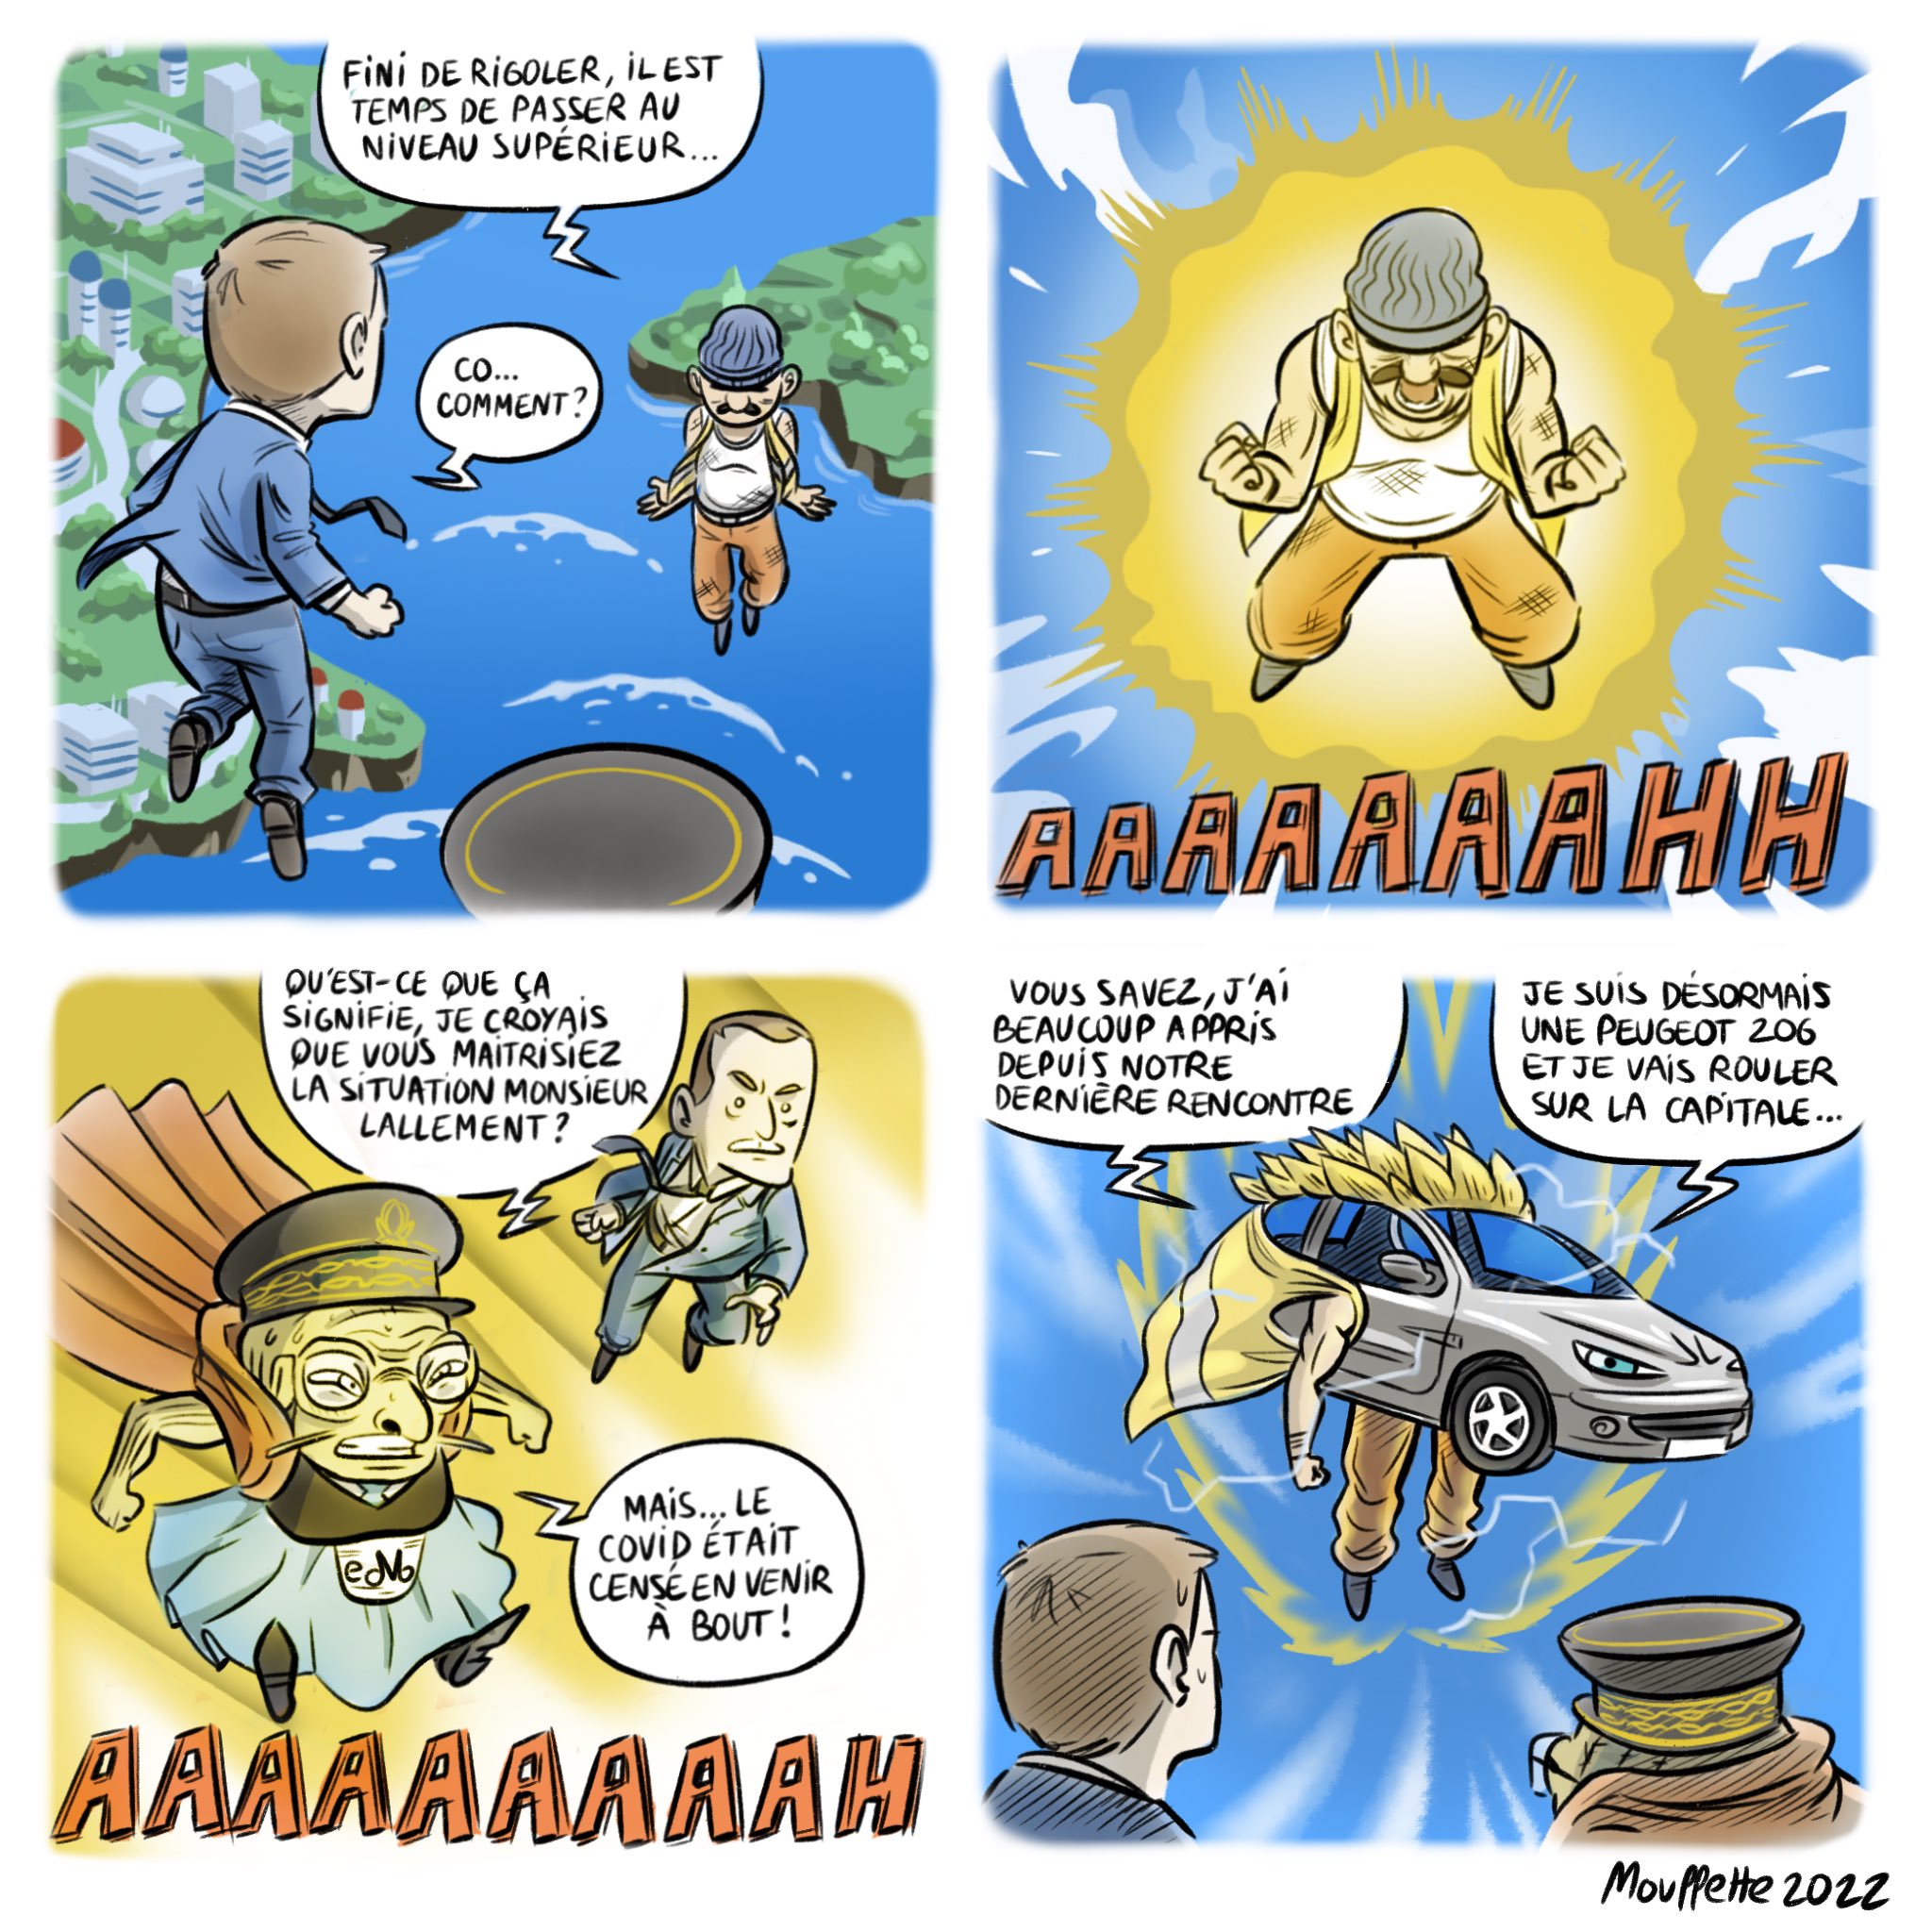 FINI DE RIGOLER, IL EST
TEMPS DE PASSER AU
NIVEAU SUPÉRIEUR...
CO...
COMMENT?
AAAAAAAHH
QU'EST-CE QUE ÇA
SIGNIFIE, JE CROYAIS
QUE VOUS MAITRISIEZ
LA SITUATION MONSIEUR
LALLEMENT?
MAIS... LE
COVID ÉTAIT
CENSÉ EN VENIR
À BOUT!
AAAAAAAAAH
VOUS SAVEZ, J'AI
BEAUCOUP APPRIS
DEPUIS NOTRE
DERNIÈRE RENCONTRE
JE SUIS DÉSORMAIS
UNE PEUGEOT 206
ET JE VAIS ROULER
SUR LA CAPITALE...
Mouffette 2022